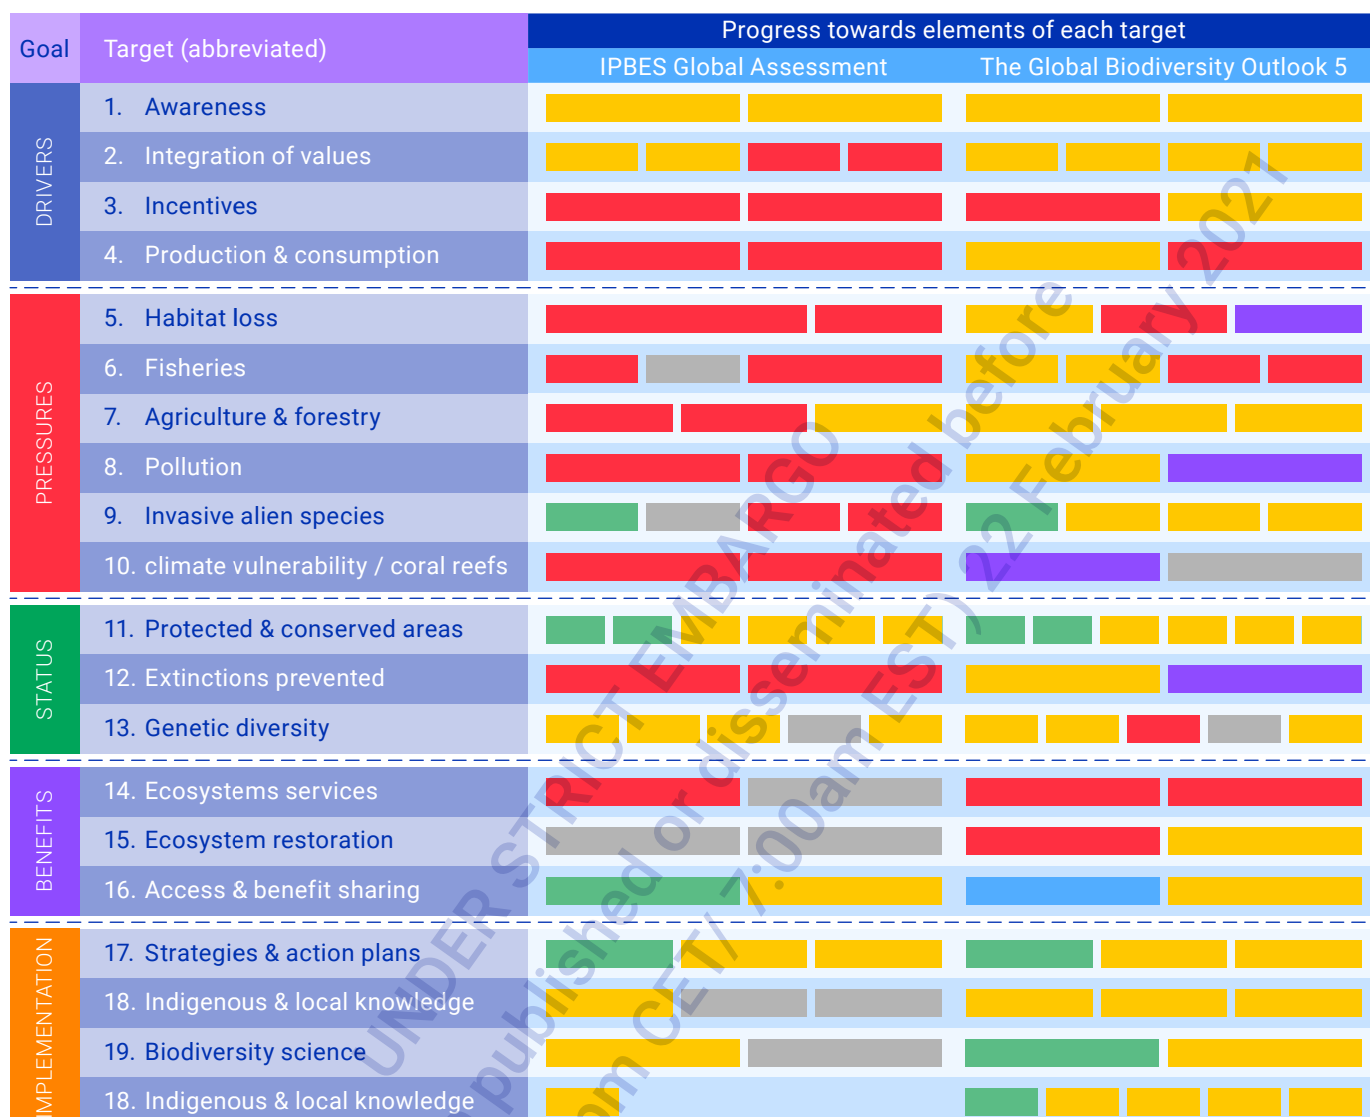 Goal
Target (abbreviated)
Progress towards elements of each target
IPBES Global Assessment
The Global Biodiversity Outlook 5
DRIVERS
1. Awareness
2. Integration of values
3. Incentives
4. Production & consumption
PRESSURES
5. Habitat loss
6. Fisheries
7. Agriculture & forestry
8. Pollution
9. Invasive alien species
10. climate vulnerability / coral reefs
STATUS
11. Protected & conserved areas
12. Extinctions prevented
13. Genetic diversity
BENEFITS
14. Ecosystems services
15. Ecosystem restoration
16. Access & benefit sharing
IMPLEMENTATION
17. Strategies & action plans
18. Indigenous & local knowledge
19. Biodiversity science
18. Indigenous & local knowledge
UNDER STRICT EMBARGO
published or disseminated before
CET/ 7:00am EST) 22 February 2021